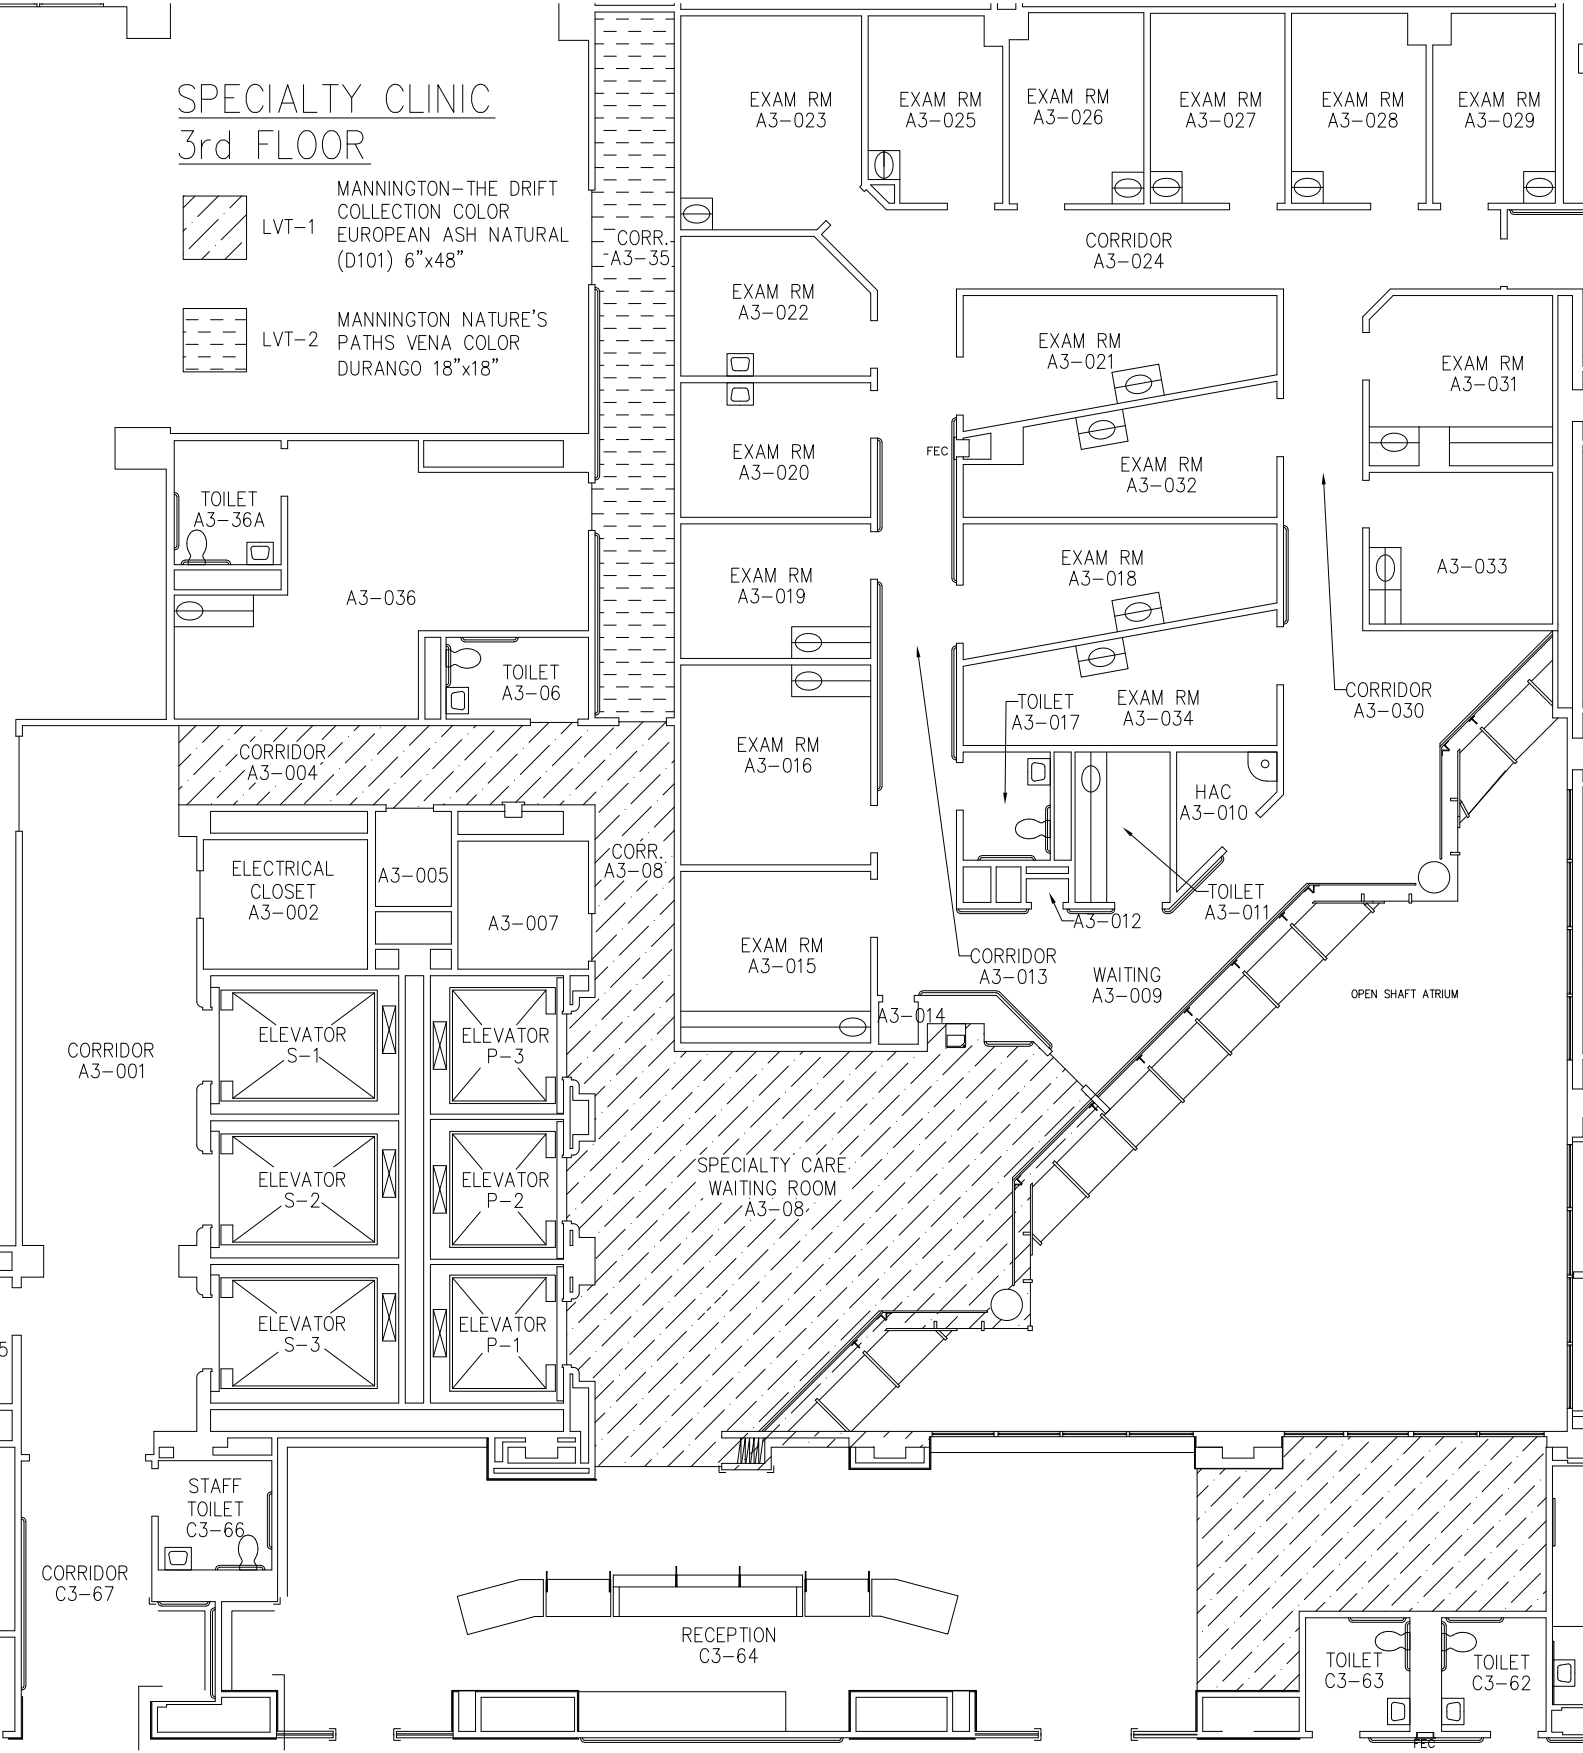 SPECIALTY CLINIC
3rd FLOOR
LVT-1
MANNINGTON-THE DRIFT
COLLECTION COLOR
EUROPEAN ASH NATURAL
(D101) 6"x48"
LVT-2
MANNINGTON NATURE'S
PATHS VENA COLOR
DURANGO 18"x18"
CORR.
A3-35
EXAM RM
A3-023
EXAM RM
A3-025
EXAM RM
A3-026
EXAM RM
A3-027
EXAM RM
A3-028
EXAM RM
A3-029
CORRIDOR
A3-024
EXAM RM
A3-022
EXAM RM
A3-021
EXAM RM
A3-031
FEC
EXAM RM
A3-020
EXAM RM
A3-032
TOILET
A3-36A
A3-036
EXAM RM
A3-019
EXAM RM
A3-018
A3-033
TOILET
A3-06
TOILET
A3-017
EXAM RM
A3-034
CORRIDOR
A3-030
CORRIDOR
A3-004
EXAM RM
A3-016
HAC
A3-010
ELECTRICAL
CLOSET
A3-002
A3-005
CORR.
A3-08
A3-007
TOILET
A3-011
A3-012
EXAM RM
A3-015
CORRIDOR
A3-013
WAITING
A3-009
OPEN SHAFT ATRIUM
A3-014
CORRIDOR
A3-001
ELEVATOR
S-1
ELEVATOR
P-3
SPECIALTY CARE
WAITING ROOM
A3-08
ELEVATOR
S-2
ELEVATOR
P-2
ELEVATOR
S-3
ELEVATOR
P-1
5
STAFF
TOILET
C3-66
CORRIDOR
C3-67
RECEPTION
C3-64
TOILET
C3-63
TOILET
C3-62
FEC